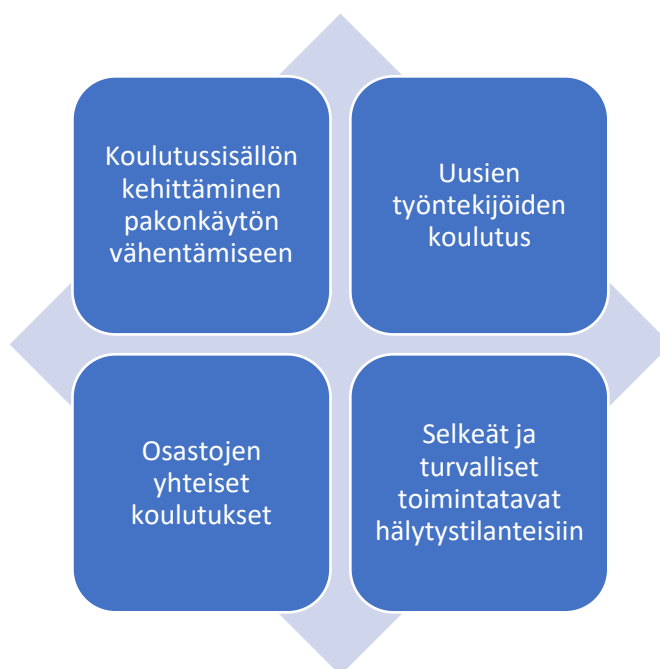 Koulutussisällön
kehittäminen
pakonkäytön
vähentämiseen
Uusien
työntekijöiden
koulutus
Osastojen
yhteiset
koulutukset
Selkeät ja
turvalliset
toimintatavat
hälytystilanteisiin